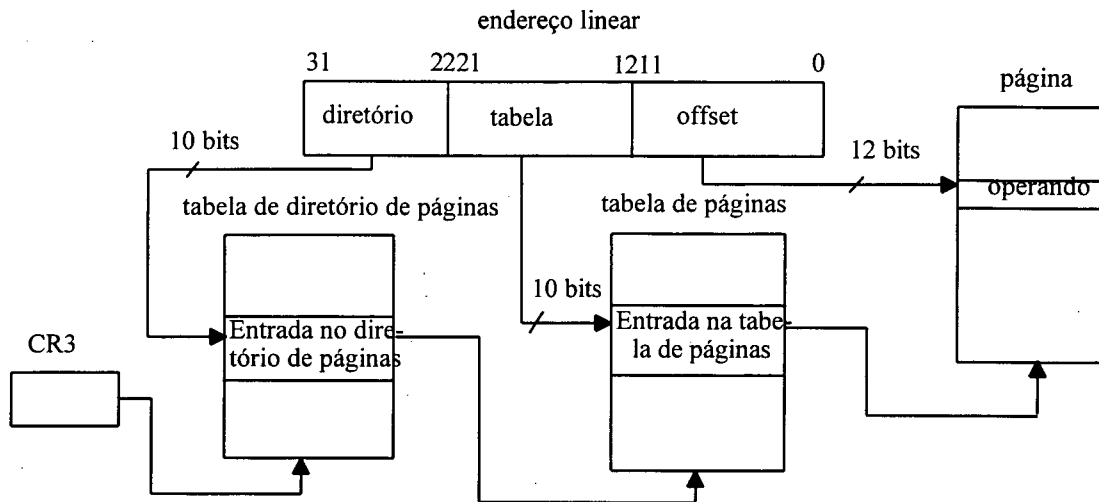 endereço linear
31 2221 1211 0
página
diretório tabela offset
10 bits
12 bits
operando
tabela de diretório de páginas
tabela de páginas
10 bits
Entrada no dire-
tório de páginas
Entrada na tabe-
la de páginas
CR3